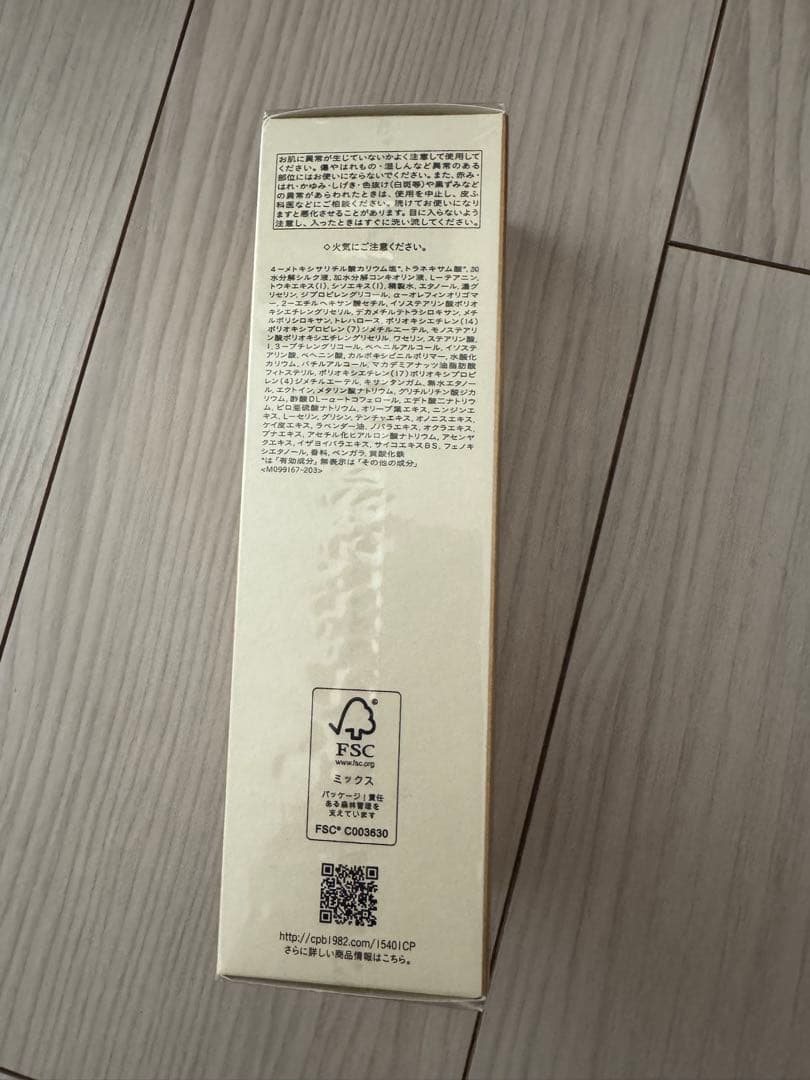 お肌に異常が生じていないかよく注意して使用して
ください。傷やはれもの・湿しんなど異常のある
部位にはお使いにならないでください。また、赤み・
はれ・かゆみ・しげき・色抜け(白斑等)や黒ずみなど
の異常があらわれたときは、使用を中止し、皮ふ
科医などにご相談ください。続けてお使いになり
ますと悪化させることがあります。目に入らないよう
注意し、入ったときはすぐに洗い流してください。
◇火気にご注意ください。
4-メトキシサリチル酸カリウム塩*,トラネキサム酸*,加
水分解シルク液,加水分解コンキオリン液,L-テアニン,
トウキエキス(1),シソエキス(1),精製水,エタノール,濃グ
リセリン,ジプロピレングリコール,α-オレフィンオリゴマ
ー,2-エチルヘキサン酸セチル,イソステアリン酸ポリオ
キシエチレングリセリル,デカメチルテトラシロキサン,メチ
ルポリシロキサン,トレハロース,ポリオキシエチレン(14)
ポリオキシプロピレン(7)ジメチルエーテル,モノステアリ
ン酸ポリオキシエチレングリセリル,ワセリン,ステアリン酸,
1,3-ブチレングリコール,ベヘニルアルコール,イソステ
アリン酸,ベヘニン酸,カルボキシビニルポリマー,水酸化
カリウム,バチルアルコール,マカデミアナッツ油脂肪酸
フィトステリル,ポリオキシエチレン(17)ポリオキシプロピ
レン(4)ジメチルエーテル,キサンタンガム,無水エタノー
ル,エクトイン,メタリン酸ナトリウム,グリチルリチン酸ジカ
リウム,酢酸DL-α-トコフェロール,エデト酸二ナトリウ
ム,ピロ亜硫酸ナトリウム,オリーブ葉エキス,ニンジンエ
キス,L-セリン,グリシン,テンチャエキス,オノニスエキス,
ケイ皮エキス,ラベンダー油,ノバラエキス,オクラエキス,
ブナエキス,アセチル化ヒアルロン酸ナトリウム,アセンヤ
クエキス,イザヨイバラエキス,サイコエキスBS,フェノキ
シエタノール,香料,ベンガラ,黄酸化鉄
*は「有効成分」無表示は「その他の成分」
<M099167-203>
FSC
www.fsc.org
ミックス
パッケージ|責任
ある森林管理を
支えています
FSC® C003630
http://cpb1982.com/15401CP
さらに詳しい商品情報はこちら。